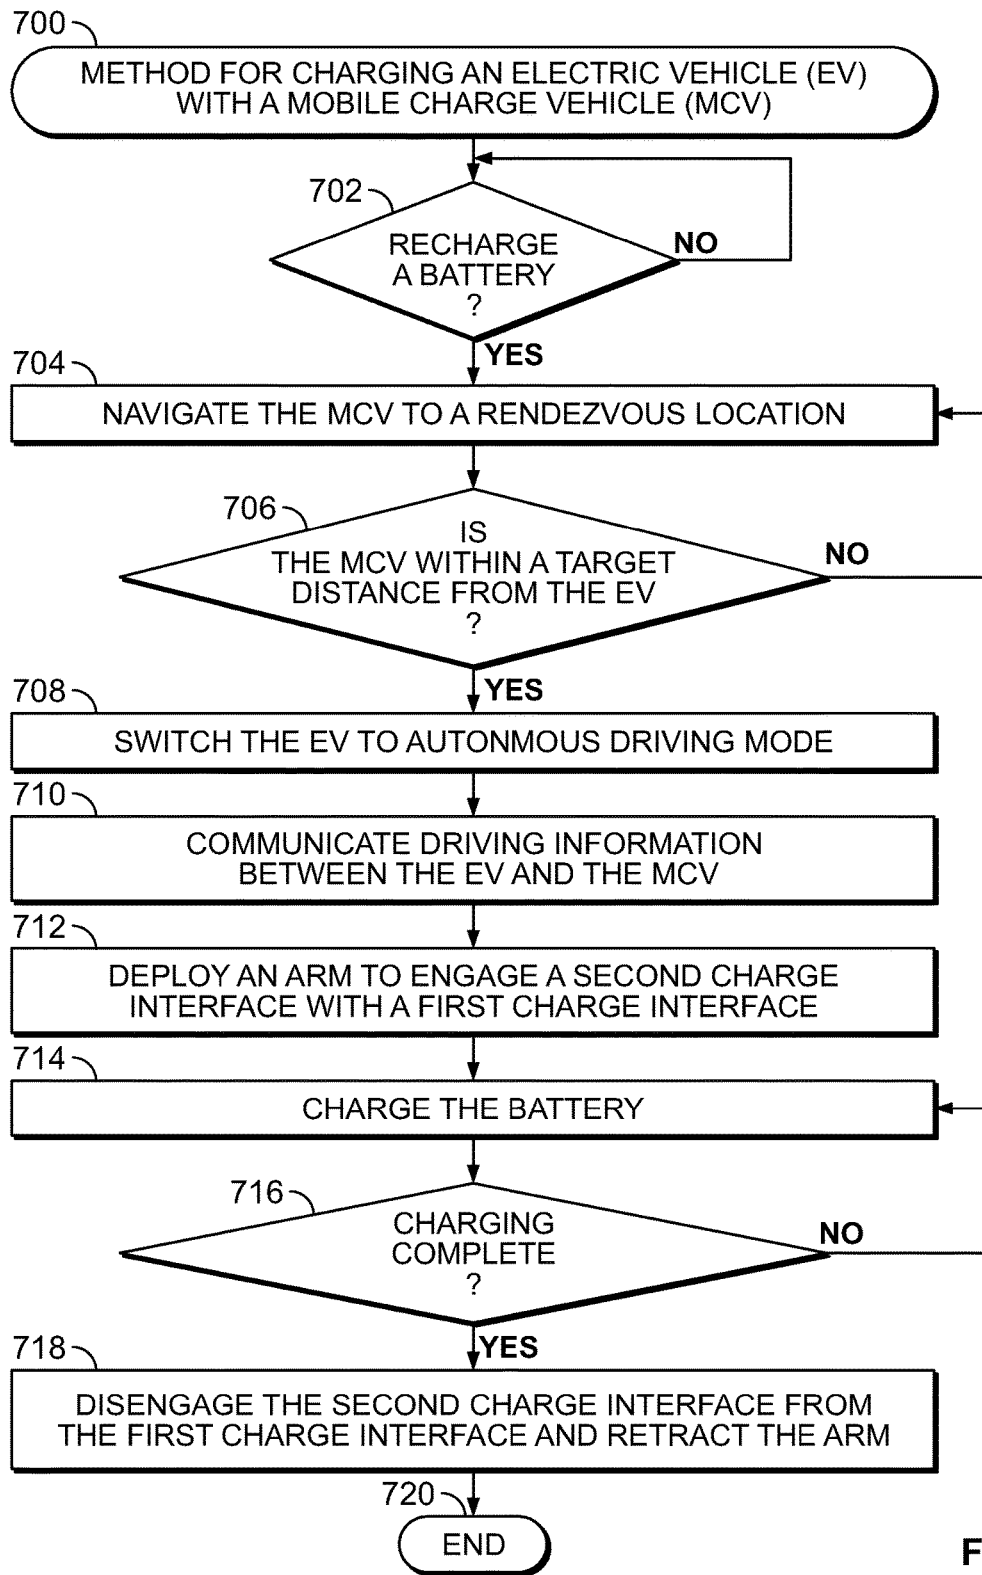 700
METHOD FOR CHARGING AN ELECTRIC VEHICLE (EV)
WITH A MOBILE CHARGE VEHICLE (MCV)
702
RECHARGE
A BATTERY
?
NO
YES
704
NAVIGATE THE MCV TO A RENDEZVOUS LOCATION
706
IS
THE MCV WITHIN A TARGET
DISTANCE FROM THE EV
?
NO
YES
708
SWITCH THE EV TO AUTONMOUS DRIVING MODE
710
COMMUNICATE DRIVING INFORMATION
BETWEEN THE EV AND THE MCV
712
DEPLOY AN ARM TO ENGAGE A SECOND CHARGE
INTERFACE WITH A FIRST CHARGE INTERFACE
714
CHARGE THE BATTERY
716
CHARGING
COMPLETE
?
NO
YES
718
DISENGAGE THE SECOND CHARGE INTERFACE FROM
THE FIRST CHARGE INTERFACE AND RETRACT THE ARM
720
END
F